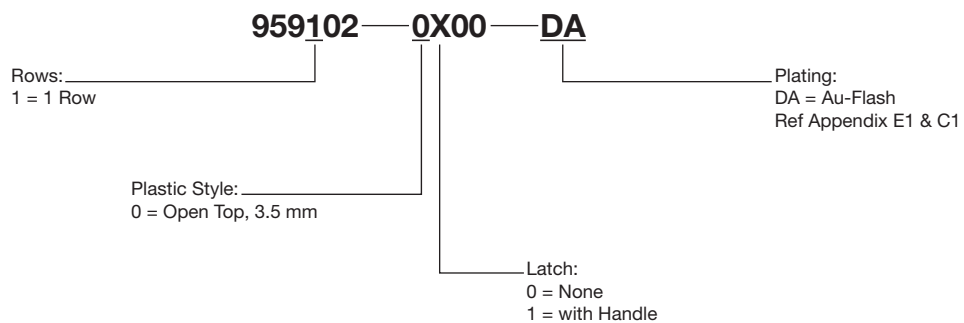 959102 0X00 DA
Rows:
1 = 1 Row
Plating:
DA = Au-Flash
Ref Appendix E1 & C1
Plastic Style:
0 = Open Top, 3.5 mm
Latch:
0 = None
1 = with Handle